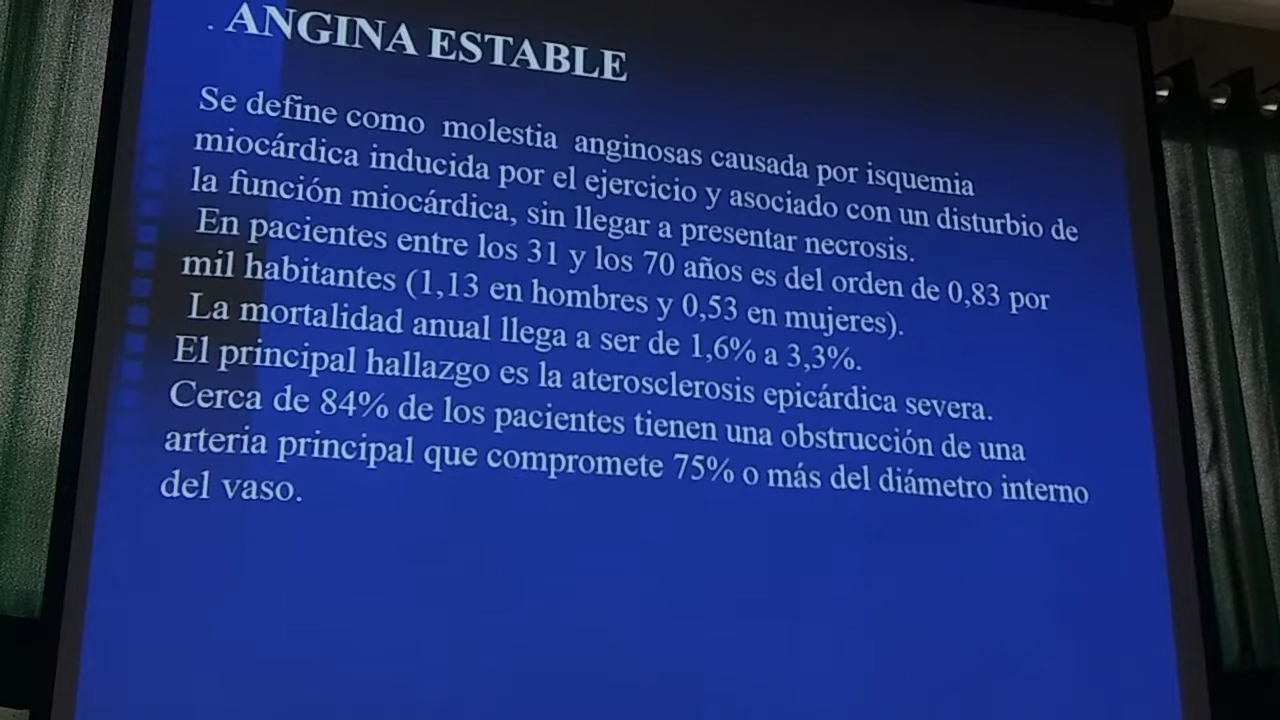 . ANGINA ESTABLE
Se define como molestia anginosas causada por isquemia
miocárdica inducida por el ejercicio y asociado con un disturbio de
la función miocárdica, sin llegar a presentar necrosis.
En pacientes entre los 31 y los 70 años es del orden de 0,83 por
mil habitantes (1,13 en hombres y 0,53 en mujeres).
La mortalidad anual llega a ser de 1,6% a 3,3%.
El principal hallazgo es la aterosclerosis epicárdica severa.
Cerca de 84% de los pacientes tienen una obstrucción de una
arteria principal que compromete 75% o más del diámetro interno
del vaso.